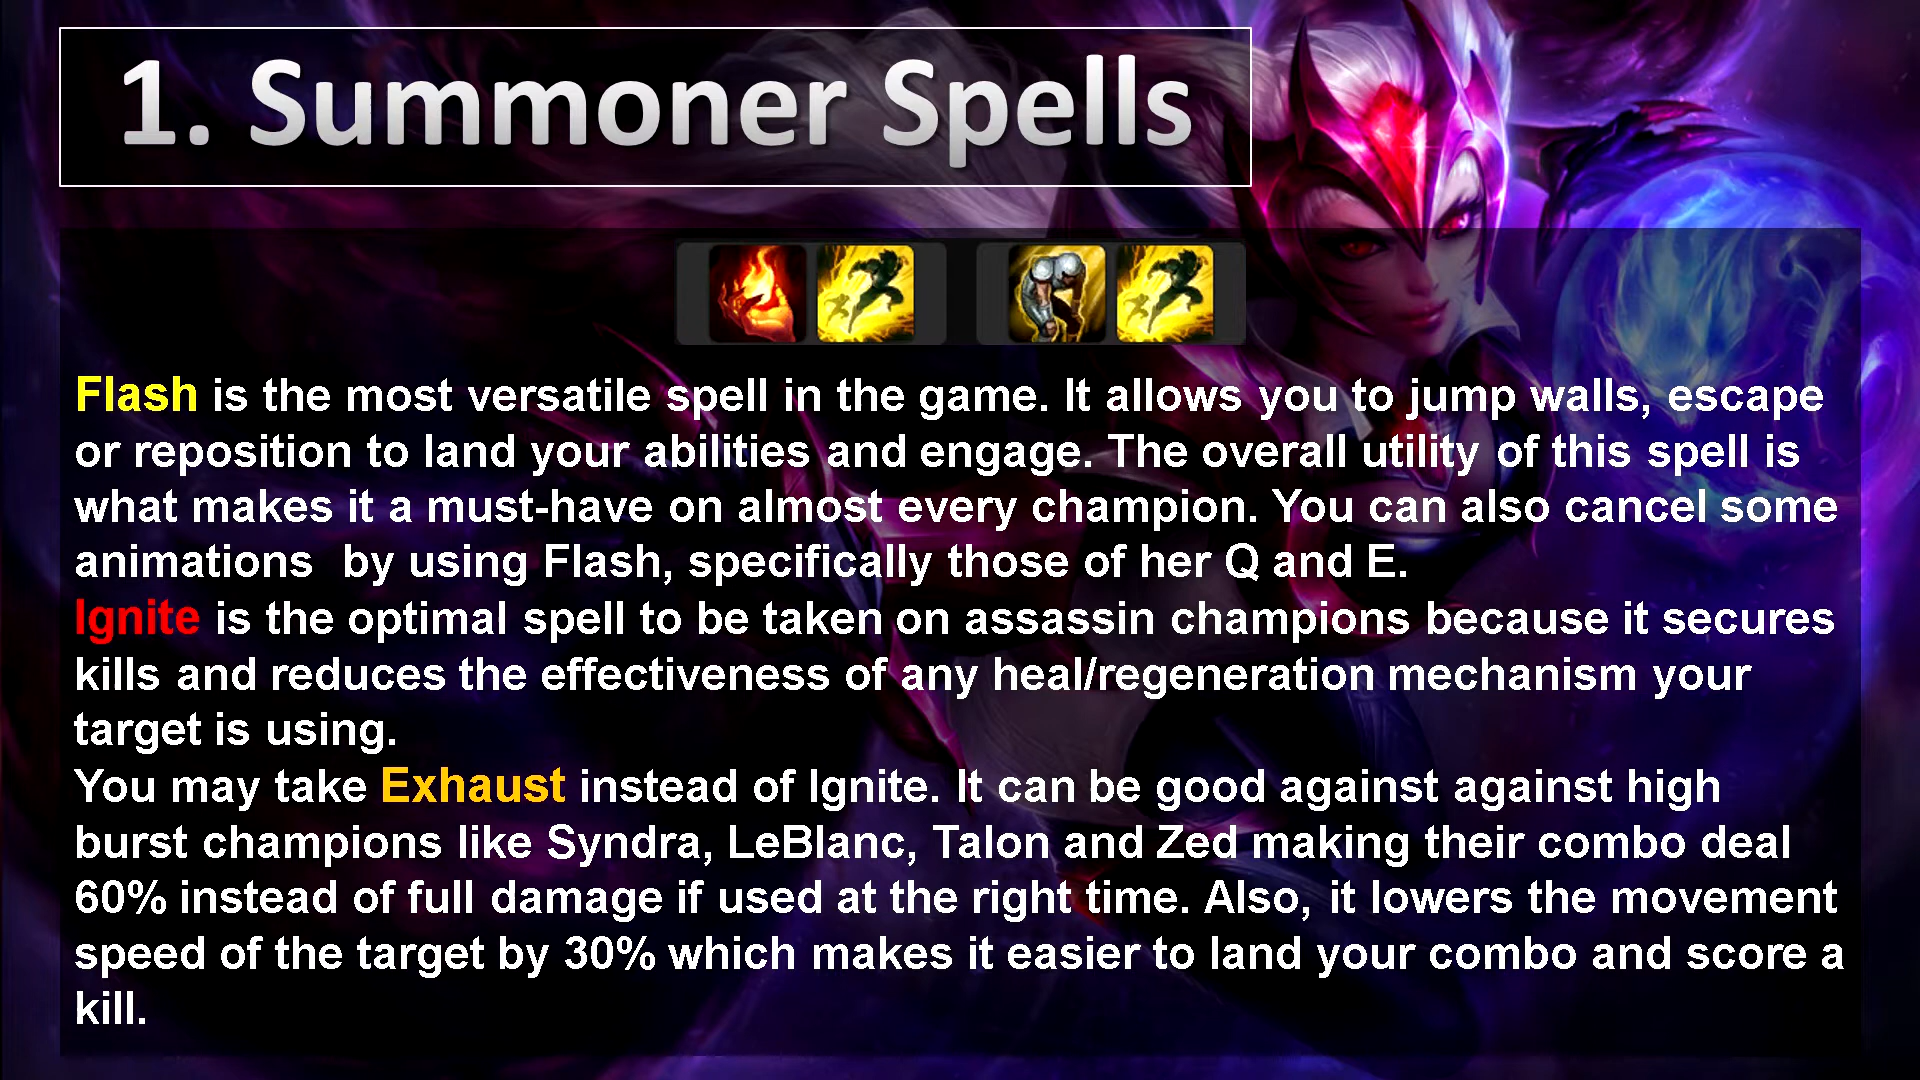 1. Summoner Spells
Flash is the most versatile spell in the game. It allows you to jump walls, escape
or reposition to land your abilities and engage. The overall utility of this spell is
what makes it a must-have on almost every champion. You can also cancel some
animations  by using Flash, specifically those of her Q and E.
Ignite is the optimal spell to be taken on assassin champions because it secures
kills and reduces the effectiveness of any heal/regeneration mechanism your
target is using.
You may take Exhaust instead of Ignite. It can be good against against high
burst champions like Syndra, LeBlanc, Talon and Zed making their combo deal
60% instead of full damage if used at the right time. Also, it lowers the movement
speed of the target by 30% which makes it easier to land your combo and score a
kill.